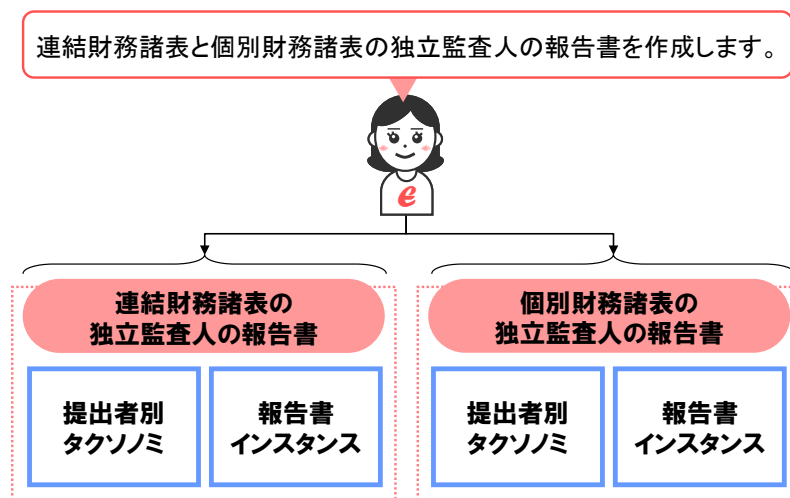 連結財務諸表と個別財務諸表の独立監査人の報告書を作成します。
e
連結財務諸表の
独立監査人の報告書
個別財務諸表の
独立監査人の報告書
提出者別
タクソノミ
報告書
インスタンス
提出者別
タクソノミ
報告書
インスタンス